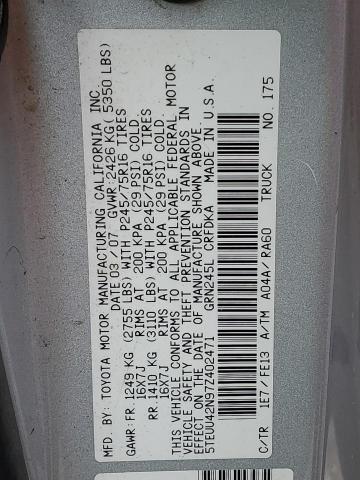 MFD. BY: TOYOTA MOTOR MANUFACTURING CALIFORNIA INC.
DATE 03/07 GVWR:2426 KG( 5350 LBS)
GAWR:FR.1249 KG (2755 LBS) WITH P245/75R16 TIRES
16X7J RIMS AT 200 KPA (29 PSI) COLD.
RR.1410 KG (3110 LBS) WITH P245/75R16 TIRES
16X7J RIMS AT 200 KPA (29 PSI) COLD.
THIS VEHICLE CONFORMS TO ALL APPLICABLE FEDERAL MOTOR
VEHICLE SAFETY AND THEFT PREVENTION STANDARDS IN
EFFECT ON THE DATE OF MANUFACTURE SHOWN ABOVE.
5TEUU42N97Z402471 GRN245L CRFDKA MADE IN U.S.A.
C/TR 1E7/FE13 A/TM A04A/RA60 TRUCK NO.175